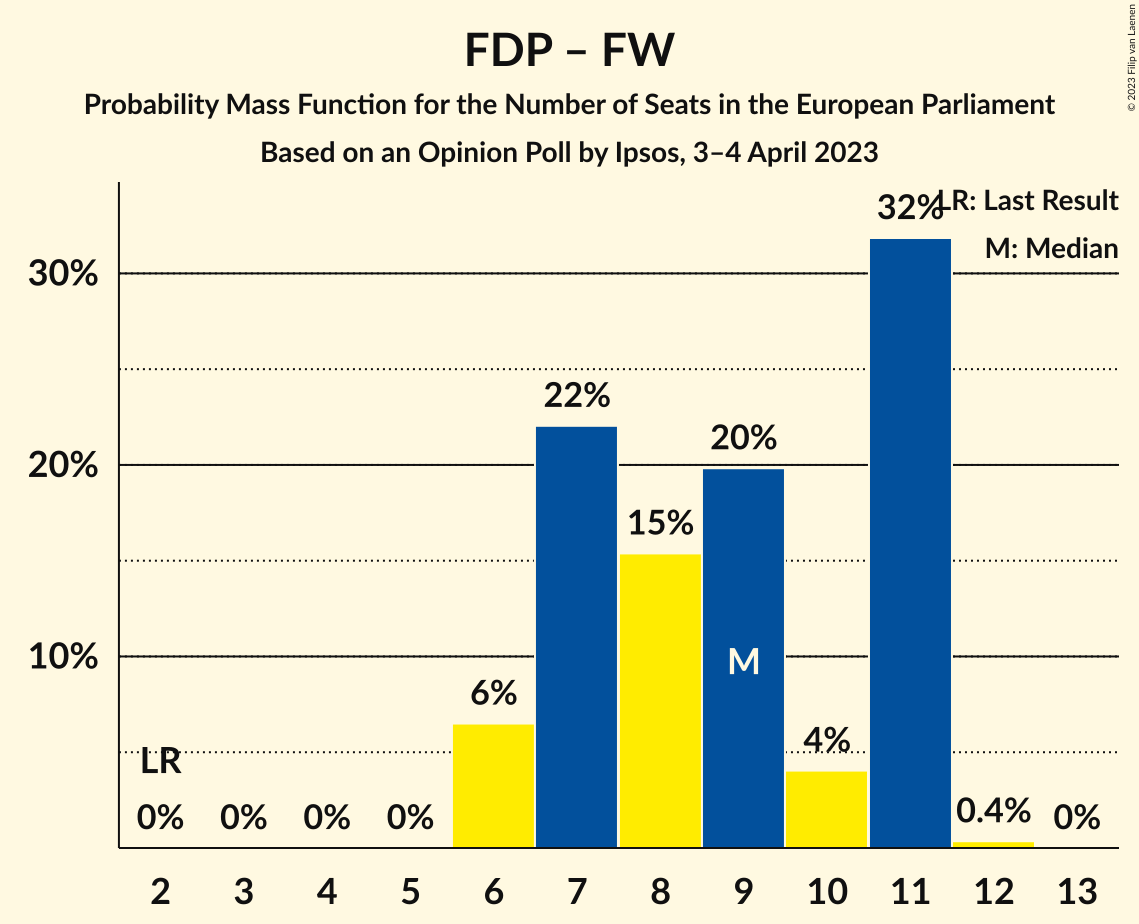 FDP – FW
Probability Mass Function for the Number of Seats in the European Parliament
Based on an Opinion Poll by Ipsos, 3–4 April 2023
© 2023 Filip van Laenen
LR: Last Result
M: Median
30%
20%
10%
LR
0%
0%
0%
0%
6%
22%
15%
20%
M
4%
32%
0.4%
0%
2 3 4 5 6 7 8 9 10 11 12 13